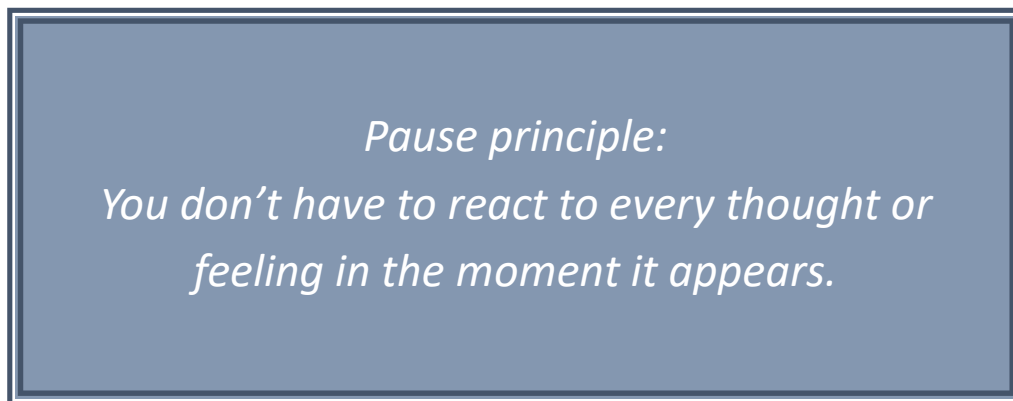 Pause principle:
You don’t have to react to every thought or
feeling in the moment it appears.